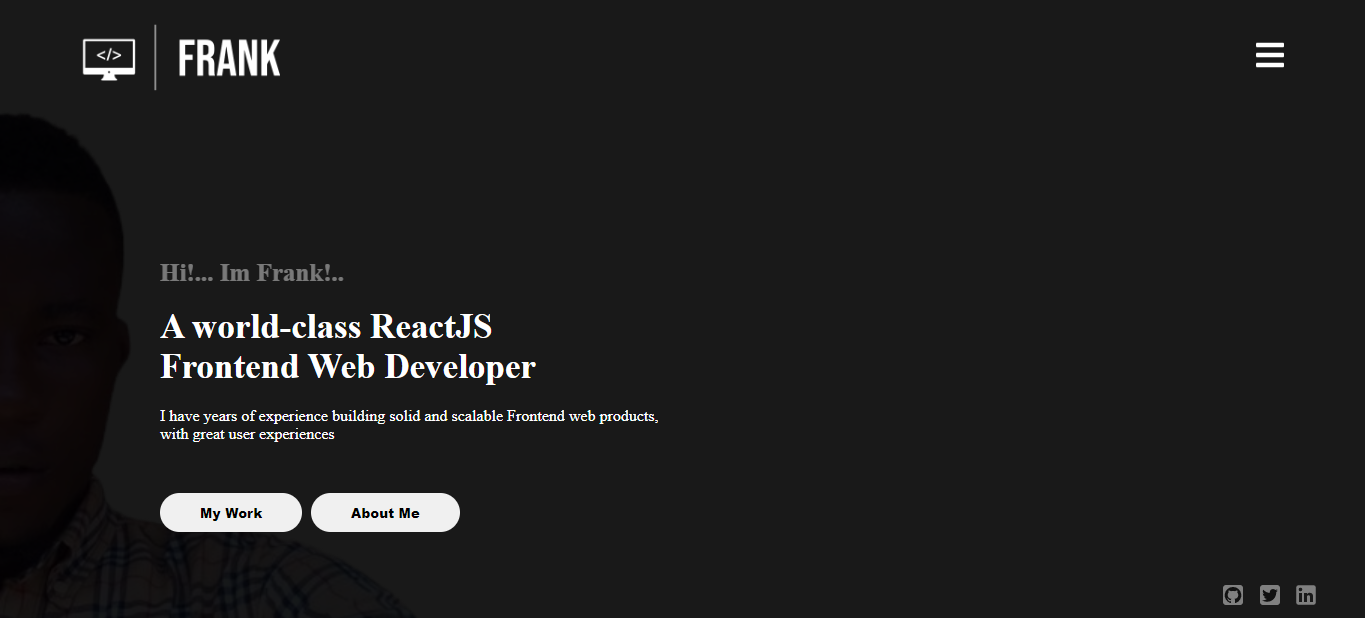 </>
FRANK
Hi!... Im Frank!..
A world-class ReactJS
Frontend Web Developer
I have years of experience building solid and scalable Frontend web products,
with great user experiences
My Work
About Me
in